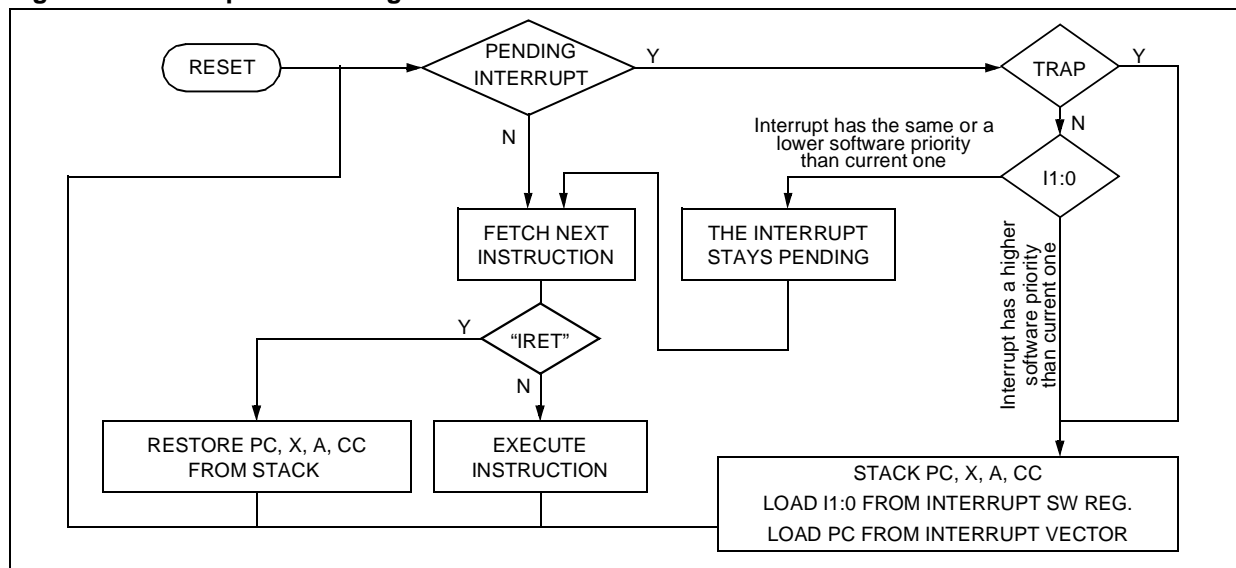 RESET
PENDING
INTERRUPT
Y
TRAP
Y
N
N
Interrupt has the same or a
lower software priority
than current one
I1:0
FETCH NEXT
INSTRUCTION
THE INTERRUPT
STAYS PENDING
Interrupt has a higher
software priority
than current one
Y
“IRET”
N
RESTORE PC, X, A, CC
FROM STACK
EXECUTE
INSTRUCTION
STACK PC, X, A, CC
LOAD I1:0 FROM INTERRUPT SW REG.
LOAD PC FROM INTERRUPT VECTOR